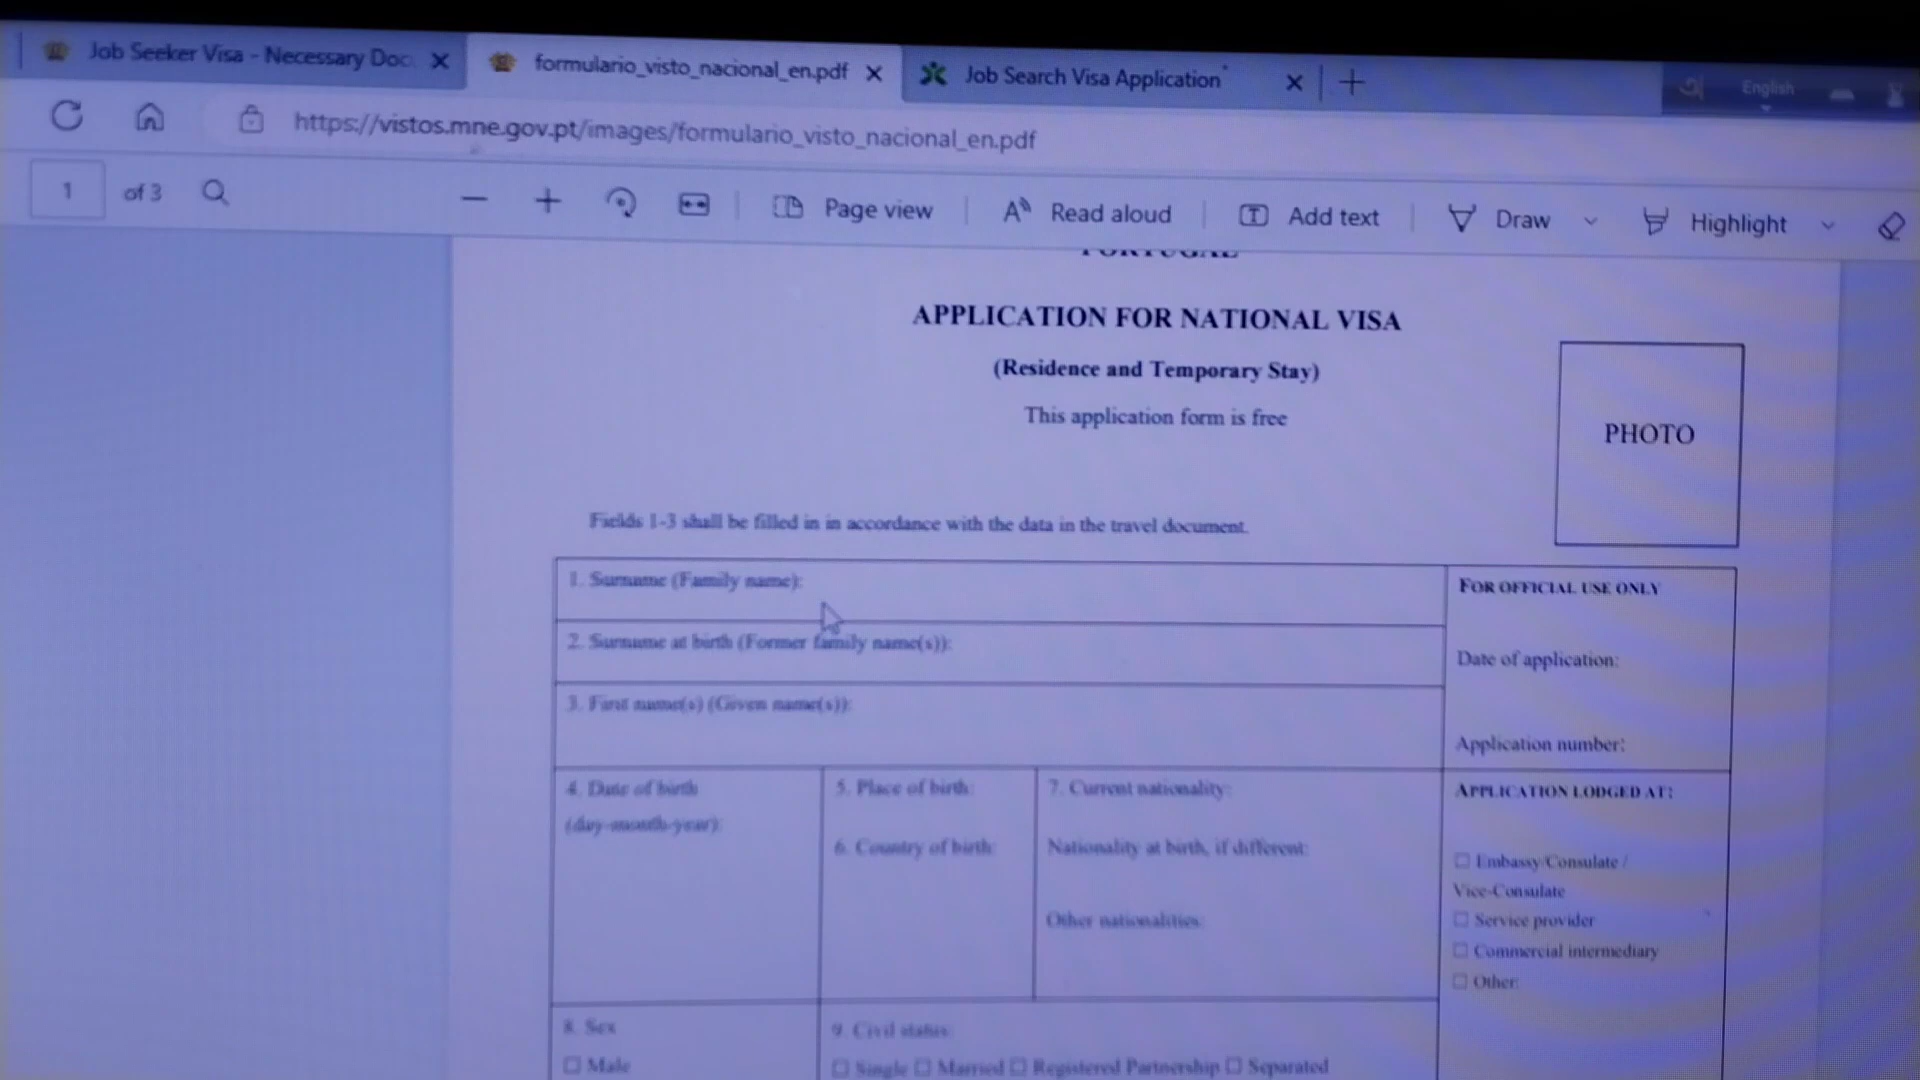 Job Seeker Visa - Necessary Doc
formulario_visto_nacional_en.pdf
Job Search Visa Application
English
https://vistos.mne.gov.pt/images/formulario_visto_nacional_en.pdf
1 of 3
Page view
Read aloud
Add text
Draw
Highlight
PORTUGAL
APPLICATION FOR NATIONAL VISA
(Residence and Temporary Stay)
This application form is free
PHOTO
Fields 1-3 shall be filled in in accordance with the data in the travel document.
1. Surname (Family name):
2. Surname at birth (Former family name(s)):
3. First name(s) (Given name(s)):
FOR OFFICIAL USE ONLY
Date of application:
Application number:
4. Date of birth
(day-month-year):
5. Place of birth:
6. Country of birth:
7. Current nationality:
Nationality at birth, if different:
Other nationalities:
APPLICATION LODGED AT:
☐ Embassy/Consulate /
Vice-Consulate
☐ Service provider
☐ Commercial intermediary
☐ Other:
8. Sex
☐ Male
9. Civil status:
☐ Single ☐ Married ☐ Registered Partnership ☐ Separated